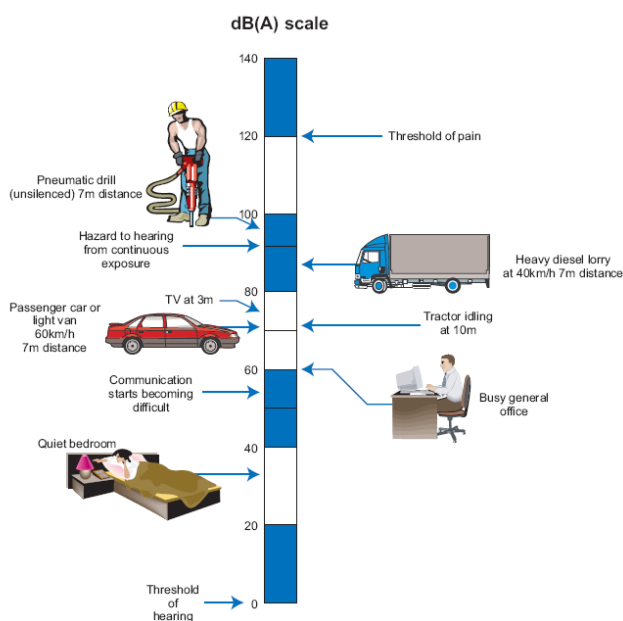 dB(A) scale
140
Threshold of pain
120
Pneumatic drill
(unsilenced) 7m distance
100
Hazard to hearing
from continuous
exposure
Heavy diesel lorry
at 40km/h 7m distance
80
TV at 3m
Passenger car or
light van
60km/h
7m distance
Tractor idling
at 10m
60
Communication
starts becoming
difficult
Busy general
office
40
Quiet bedroom
20
Threshold
of
hearing
0